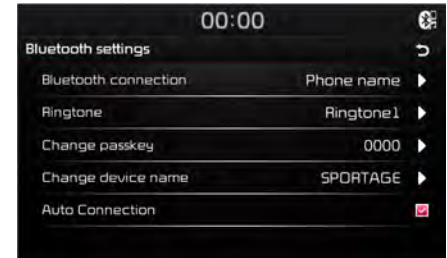 00:00
Bluetooth settings
Bluetooth connection Phone name
Ringtone Ringtone1
Change passkey 0000
Change device name SPORTAGE
Auto Connection